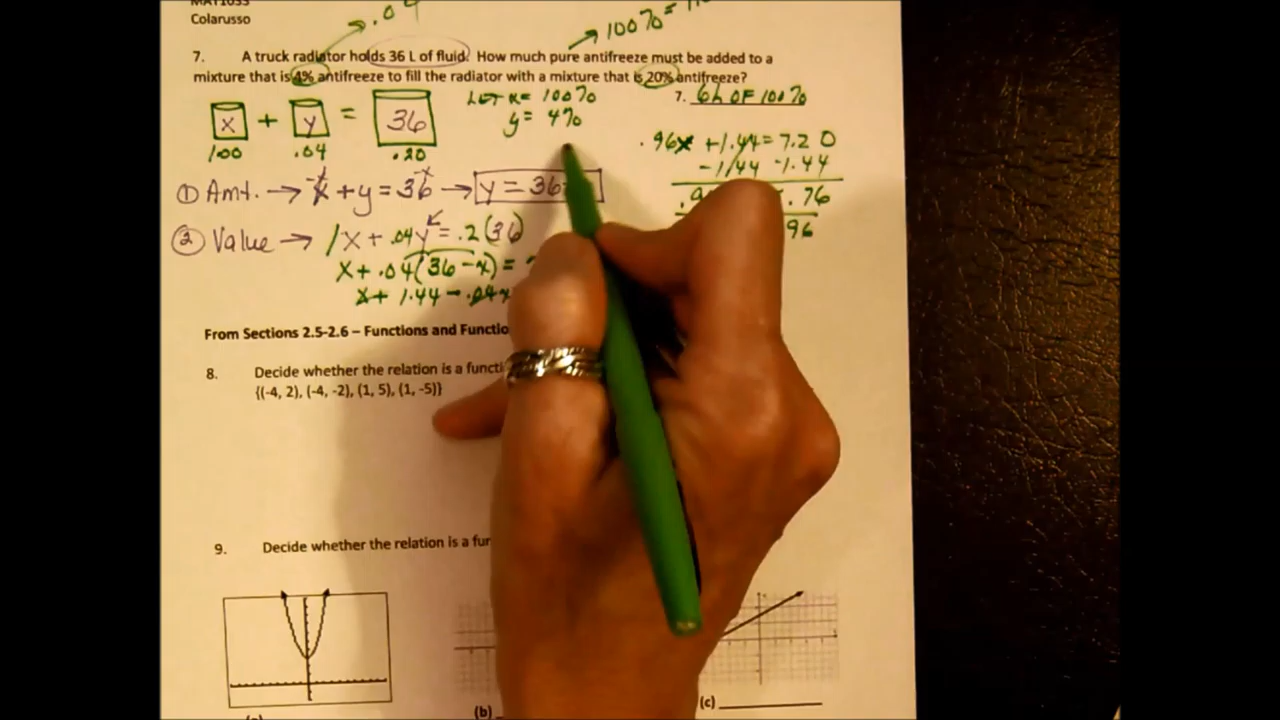 Colarusso
.04
100%=
7. A truck radiator holds 36 L of fluid. How much pure antifreeze must be added to a
mixture that is 4% antifreeze to fill the radiator with a mixture that is 20% antifreeze?
7. 6L OF 100%
x + y = 36
1.00 .04 .20
LET x = 100%
y = 4%
.96x + 1.44 = 7.20
-1.44 -1.44
.76
96
① Amt. → x + y = 36 → y = 36
-x -x
② Value → 1x + .04y = .2(36)
x + .04(36 - x) =
x + 1.44 - .04x
From Sections 2.5-2.6 – Functions and
8. Decide whether the relation is a
{(-4, 2), (-4, -2), (1, 5), (1, -5)}
9. Decide whether the relation is a
(b)
(c)